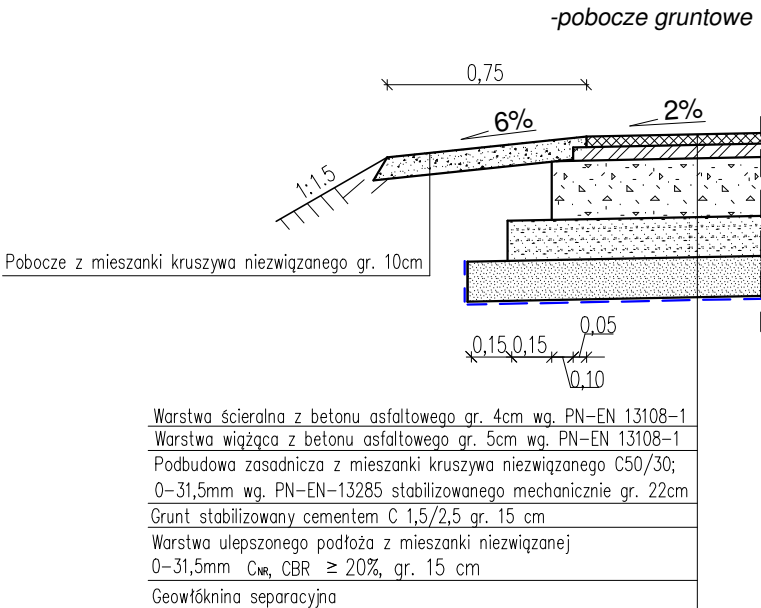 -pobocze gruntowe
0,75
6%
2%
1:1.5
Pobocze z mieszanki kruszywa niezwiązanego gr. 10cm
0,05
0,15 0,15
0,10
Warstwa ścieralna z betonu asfaltowego gr. 4cm wg. PN-EN 13108-1
Warstwa wiążąca z betonu asfaltowego gr. 5cm wg. PN-EN 13108-1
Podbudowa zasadnicza z mieszanki kruszywa niezwiązanego C50/30;
0-31,5mm wg. PN-EN-13285 stabilizowanego mechanicznie gr. 22cm
Grunt stabilizowany cementem C 1,5/2,5 gr. 15 cm
Warstwa ulepszonego podłoża z mieszanki niezwiązanej
0-31,5mm CNR, CBR ≥ 20%, gr. 15 cm
Geowłóknina separacyjna